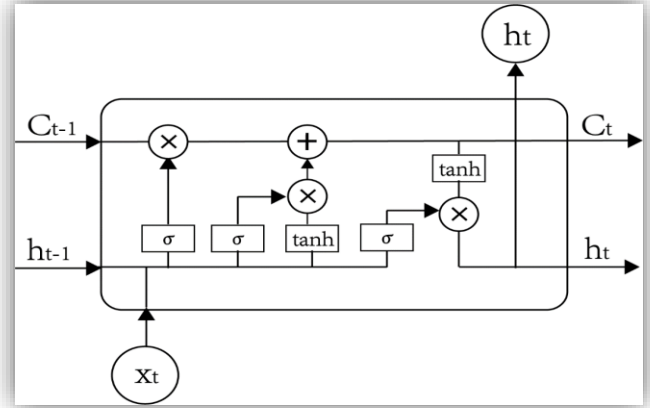 ht
Ct-1
×
+
Ct
tanh
×
×
σ
σ
tanh
σ
ht-1
ht
xt